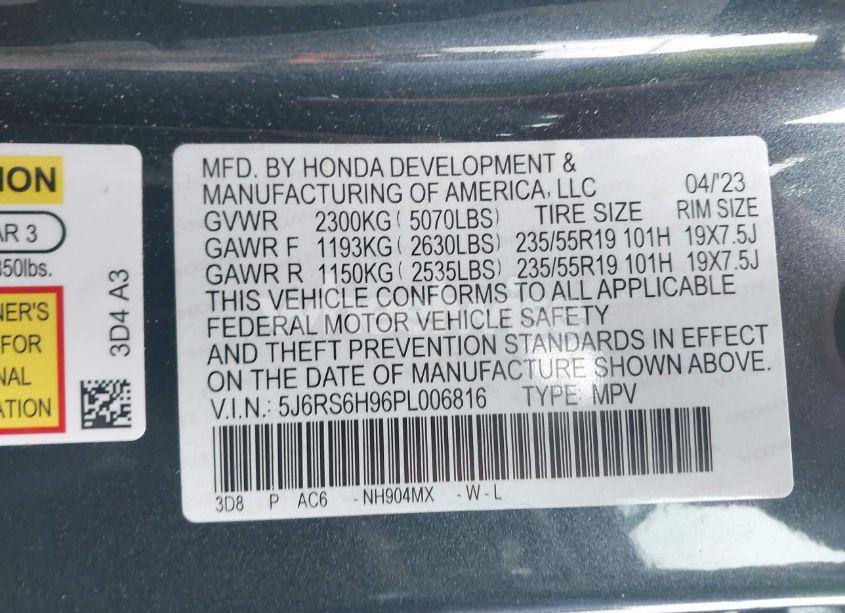 ION
AR 3
350lbs.
NER'S
FOR
NAL
ATION
3D4 A3
MFD. BY HONDA DEVELOPMENT &
MANUFACTURING OF AMERICA, LLC 04/'23
GVWR 2300KG ( 5070LBS) TIRE SIZE RIM SIZE
GAWR F 1193KG ( 2630LBS) 235/55R19 101H 19X7.5J
GAWR R 1150KG ( 2535LBS) 235/55R19 101H 19X7.5J
THIS VEHICLE CONFORMS TO ALL APPLICABLE
FEDERAL MOTOR VEHICLE SAFETY
AND THEFT PREVENTION STANDARDS IN EFFECT
ON THE DATE OF MANUFACTURE SHOWN ABOVE.
V.I.N.: 5J6RS6H96PL006816 TYPE: MPV
3D8 P AC6 - NH904MX - W - L